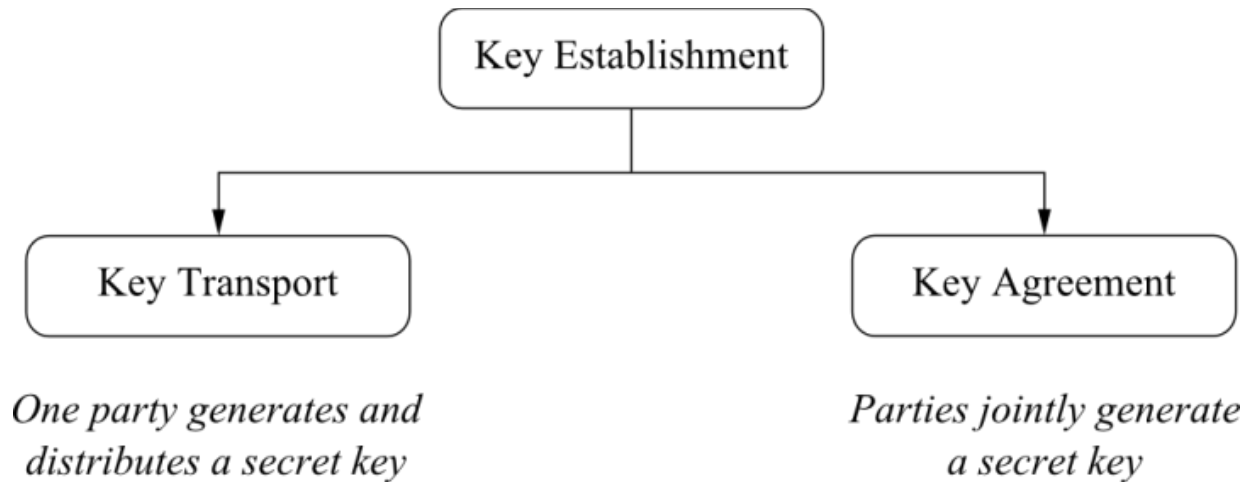 Key Establishment
Key Transport
Key Agreement
One party generates and
distributes a secret key
Parties jointly generate
a secret key